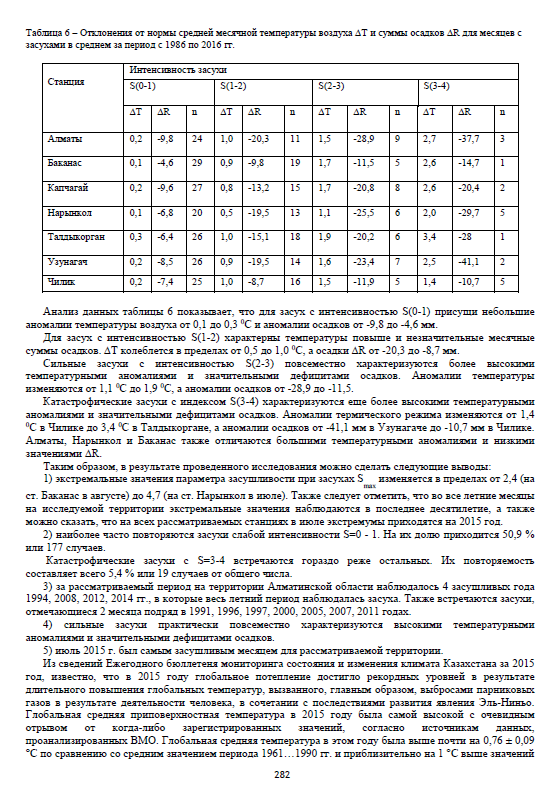 Таблица 6 – Отклонения от нормы средней месячной температуры воздуха ΔT и суммы осадков ΔR для месяцев с
засухами в среднем за период с 1986 по 2016 гг.
Станция Интенсивность засухи
S(0-1) S(1-2) S(2-3) S(3-4)
ΔT ΔR n ΔT ΔR n ΔT ΔR n ΔT ΔR n
Алматы 0,2 -9,8 24 1,0 -20,3 11 1,5 -28,9 9 2,7 -37,7 3
Баканас 0,1 -4,6 29 0,9 -9,8 19 1,7 -11,5 5 2,6 -14,7 1
Капчагай 0,2 -9,6 27 0,8 -13,2 15 1,7 -20,8 8 2,6 -20,4 2
Нарынкол 0,1 -6,8 20 0,5 -19,5 13 1,1 -25,5 6 2,0 -29,7 5
Талдыкорган 0,3 -6,4 26 1,0 -15,1 18 1,9 -20,2 6 3,4 -28 1
Узунагач 0,2 -8,5 26 0,9 -19,5 14 1,6 -23,4 7 2,5 -41,1 2
Чилик 0,2 -7,4 25 1,0 -8,7 16 1,5 -11,9 5 1,4 -10,7 5
Анализ данных таблицы 6 показывает, что для засух с интенсивностью S(0-1) присущи небольшие
аномалии температуры воздуха от 0,1 до 0,3 ⁰С и аномалии осадков от -9,8 до -4,6 мм.
Для засух с интенсивностью S(1-2) характерны температуры повыше и незначительные месячные
суммы осадков. ΔT колеблется в пределах от 0,5 до 1,0 ⁰С, а осадки ΔR от -20,3 до -8,7 мм.
Сильные засухи с интенсивностью S(2-3) повсеместно характеризуются более высокими
температурными аномалиями и значительными дефицитами осадков. Аномалии температуры
изменяются от 1,1 ⁰С до 1,9 ⁰С, а аномалии осадков от -28,9 до -11,5.
Катастрофические засухи с индексом S(3-4) характеризуются еще более высокими температурными
аномалиями и значительными дефицитами осадков. Аномалии термического режима изменяются от 1,4
⁰С в Чилике до 3,4 ⁰С в Талдыкоргане, а аномалии осадков от -41,1 мм в Узунагаче до -10,7 мм в Чилике.
Алматы, Нарынкол и Баканас также отличаются большими температурными аномалиями и низкими
значениями ΔR.
Таким образом, в результате проведенного исследования можно сделать следующие выводы:
1) экстремальные значения параметра засушливости при засухах S max изменяется в пределах от 2,4 (на
ст. Баканас в августе) до 4,7 (на ст. Нарынкол в июле). Также следует отметить, что во все летние месяцы
на исследуемой территории экстремальные значения наблюдаются в последнее десятилетие, а также
можно сказать, что на всех рассматриваемых станциях в июле экстремумы приходятся на 2015 год.
2) наиболее часто повторяются засухи слабой интенсивности S=0 - 1. На их долю приходится 50,9 %
или 177 случаев.
Катастрофические засухи с S=3-4 встречаются гораздо реже остальных. Их повторяемость
составляет всего 5,4 % или 19 случаев от общего числа.
3) за рассматриваемый период на территории Алматинской области наблюдалось 4 засушливых года
1994, 2008, 2012, 2014 гг., в которые весь летний период наблюдалась засуха. Также встречаются засухи,
отмечающиеся 2 месяца подряд в 1991, 1996, 1997, 2000, 2005, 2007, 2011 годах.
4) сильные засухи практически повсеместно характеризуются высокими температурными
аномалиями и значительными дефицитами осадков.
5) июль 2015 г. был самым засушливым месяцем для рассматриваемой территории.
Из сведений Ежегодного бюллетеня мониторинга состояния и изменения климата Казахстана за 2015
год, известно, что в 2015 году глобальное потепление достигло рекордных уровней в результате
длительного повышения глобальных температур, вызванного, главным образом, выбросами парниковых
газов в результате деятельности человека, в сочетании с последствиями развития явления Эль-Ниньо.
Глобальная средняя приповерхностная температура в 2015 году была самой высокой с очевидным
отрывом от когда-либо зарегистрированных значений, согласно источникам данных,
проанализированных ВМО. Глобальная средняя температура в этом году была выше почти на 0,76 ± 0,09
°С по сравнению со средним значением периода 1961…1990 гг. и приблизительно на 1 °С выше значений
282